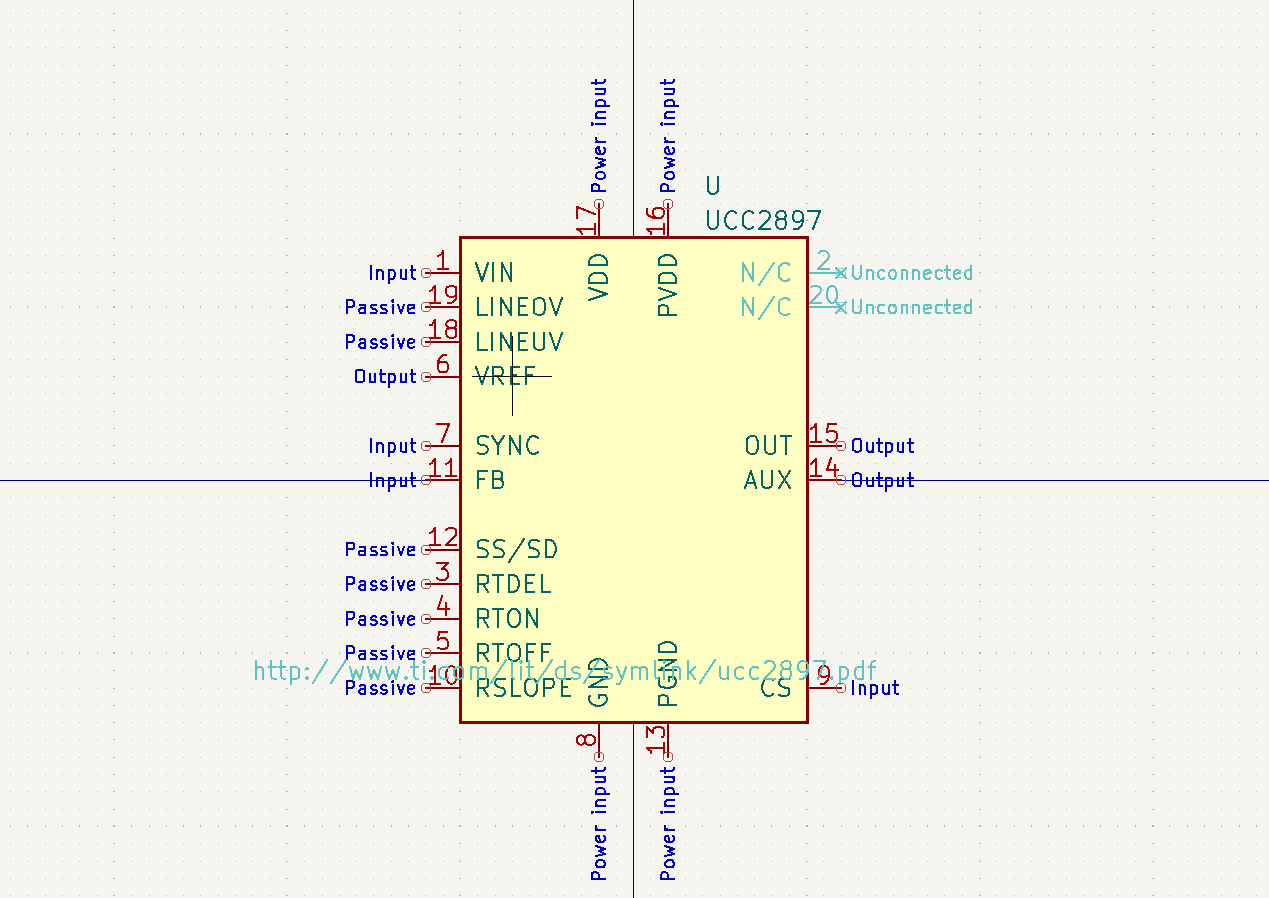 Power input
Power input
U
UCC2897
17
16
VDD
PVDD
Input 1 VIN
N/C 2 Unconnected
Passive 19 LINEOV
N/C 20 Unconnected
Passive 18 LINEUV
Output 6 VREF
Input 7 SYNC
OUT 15 Output
Input 11 FB
AUX 14 Output
Passive 12 SS/SD
Passive 3 RTDEL
Passive 4 RTON
Passive 5 RTOFF
http://www.ti.com/lit/ds/symlink/ucc2897.pdf
Passive 10 RSLOPE
GND
PGND
CS 9 Input
8
13
Power input
Power input